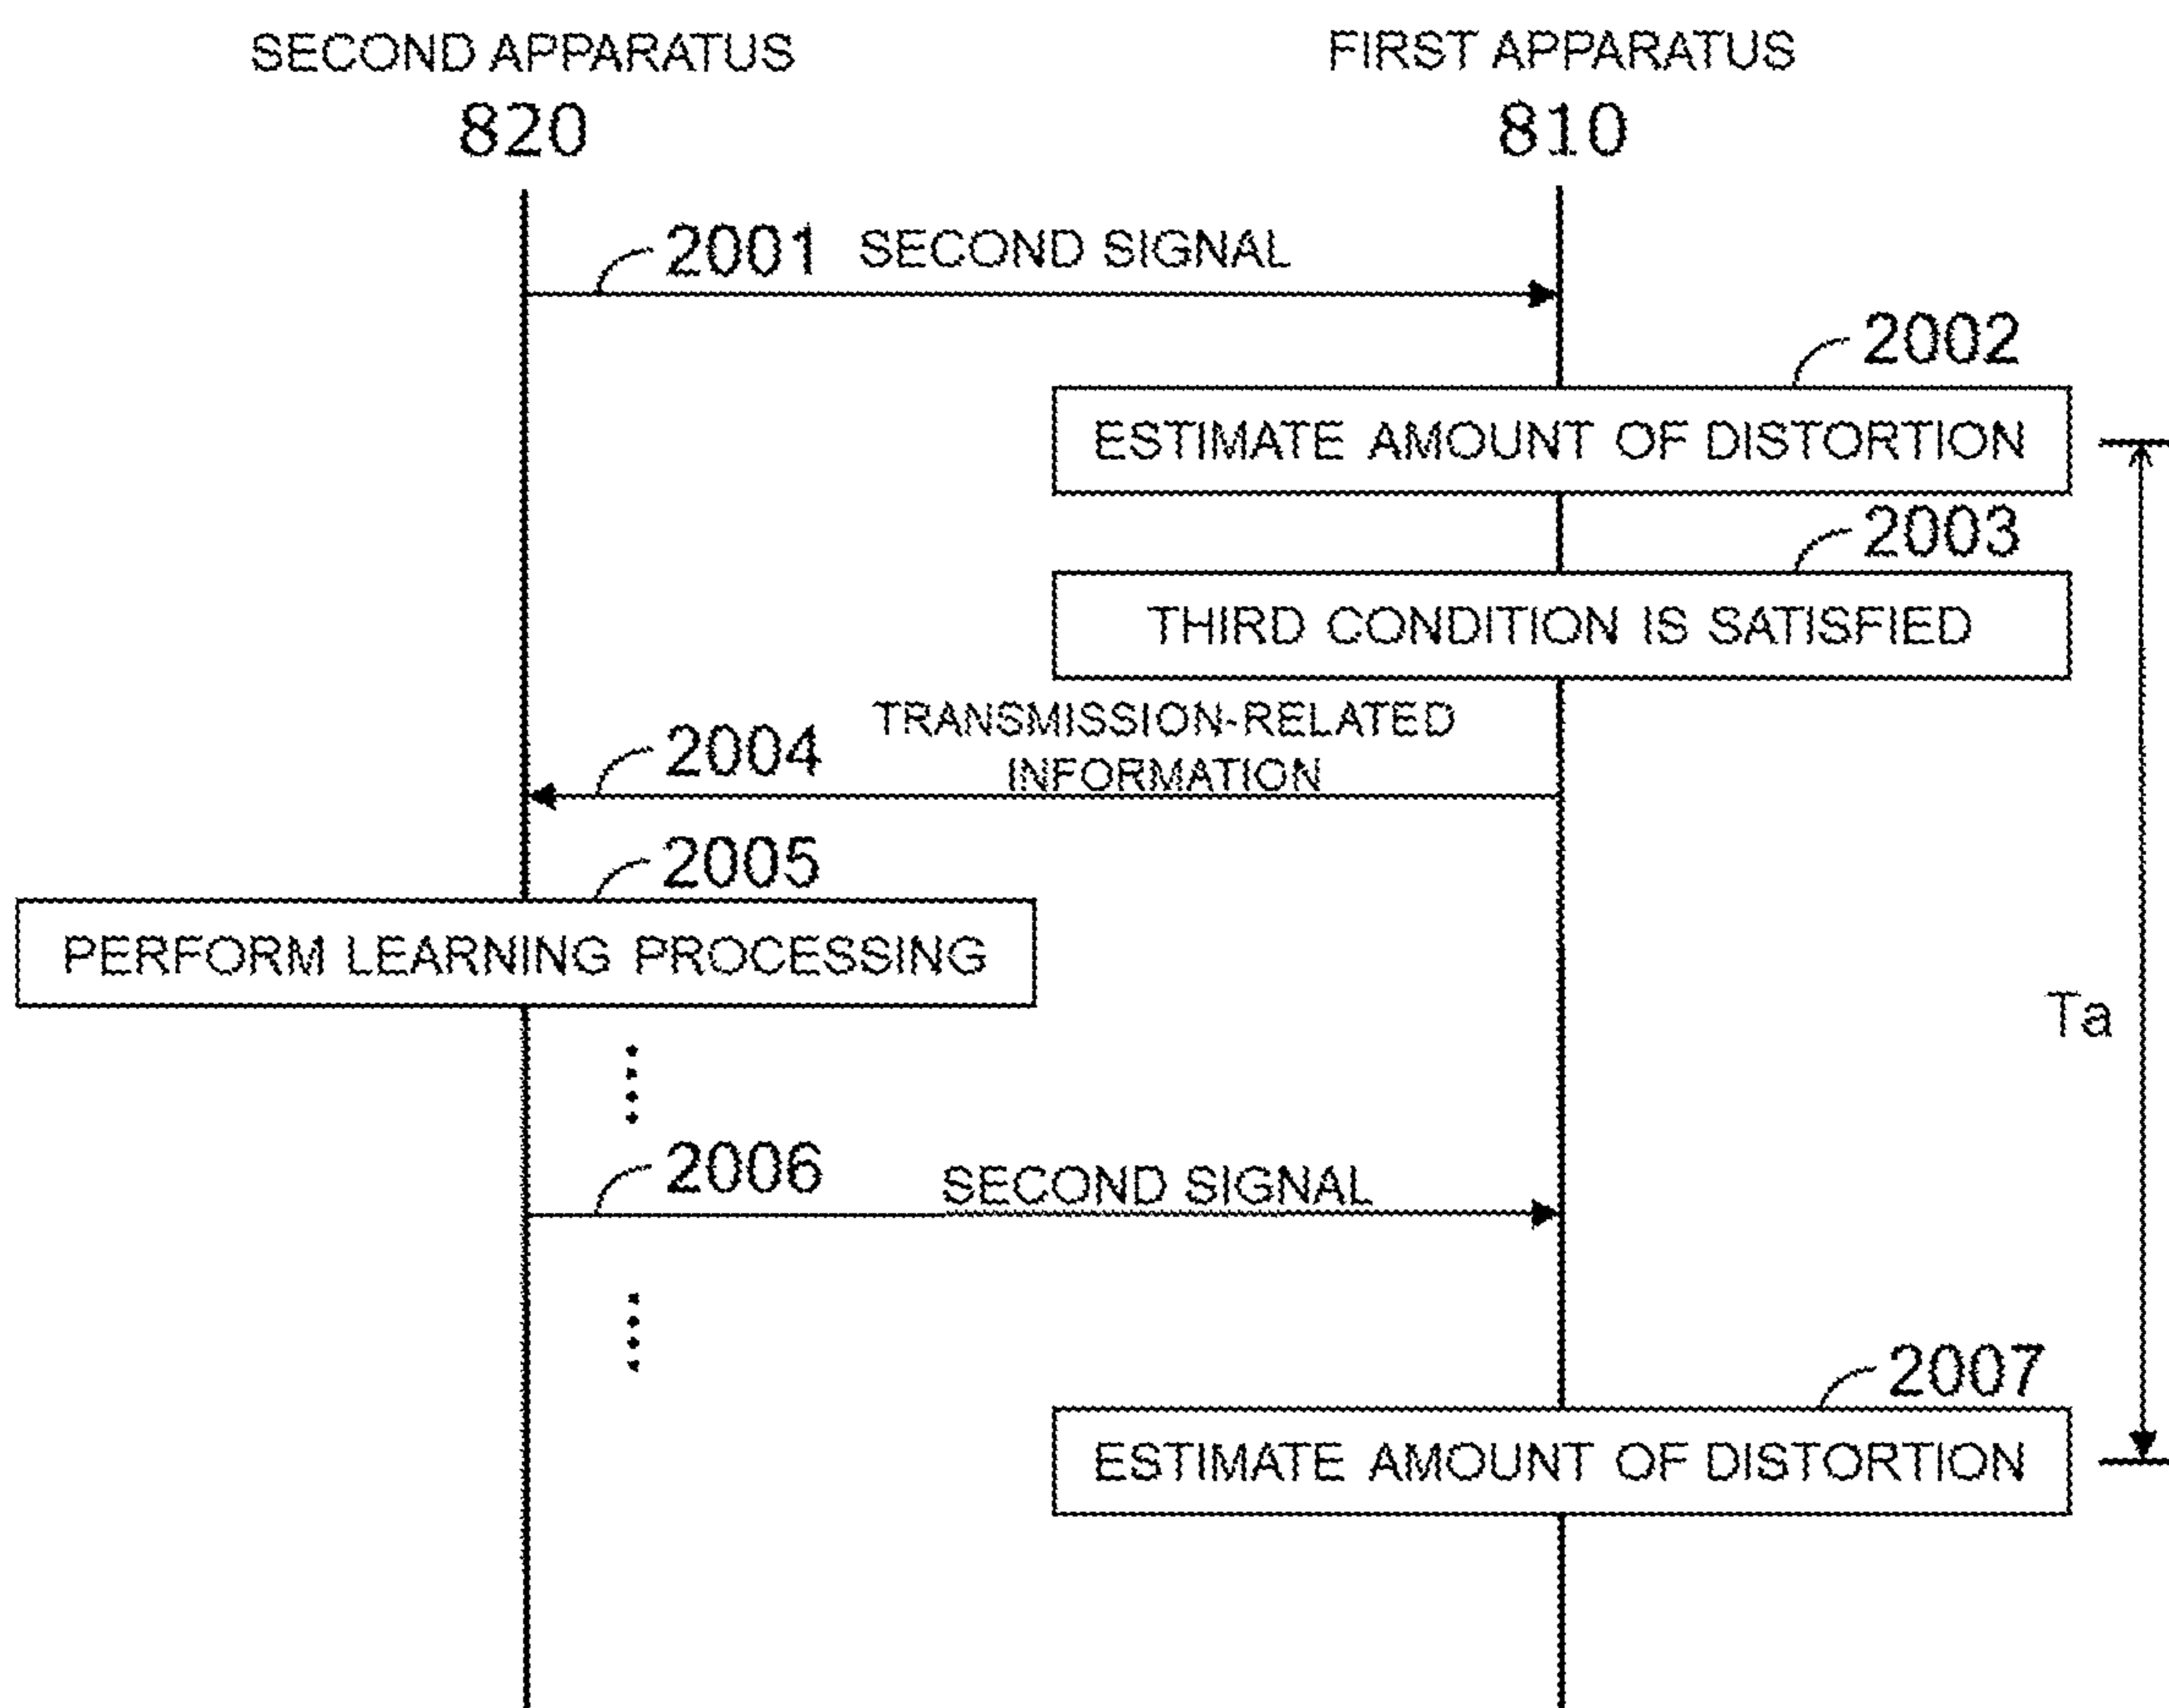 SECOND APPARATUS
820
FIRST APPARATUS
810
2001 SECOND SIGNAL
2002
ESTIMATE AMOUNT OF DISTORTION
2003
THIRD CONDITION IS SATISFIED
TRANSMISSION-RELATED
INFORMATION
2004
2005
PERFORM LEARNING PROCESSING
Ta
2006 SECOND SIGNAL
2007
ESTIMATE AMOUNT OF DISTORTION